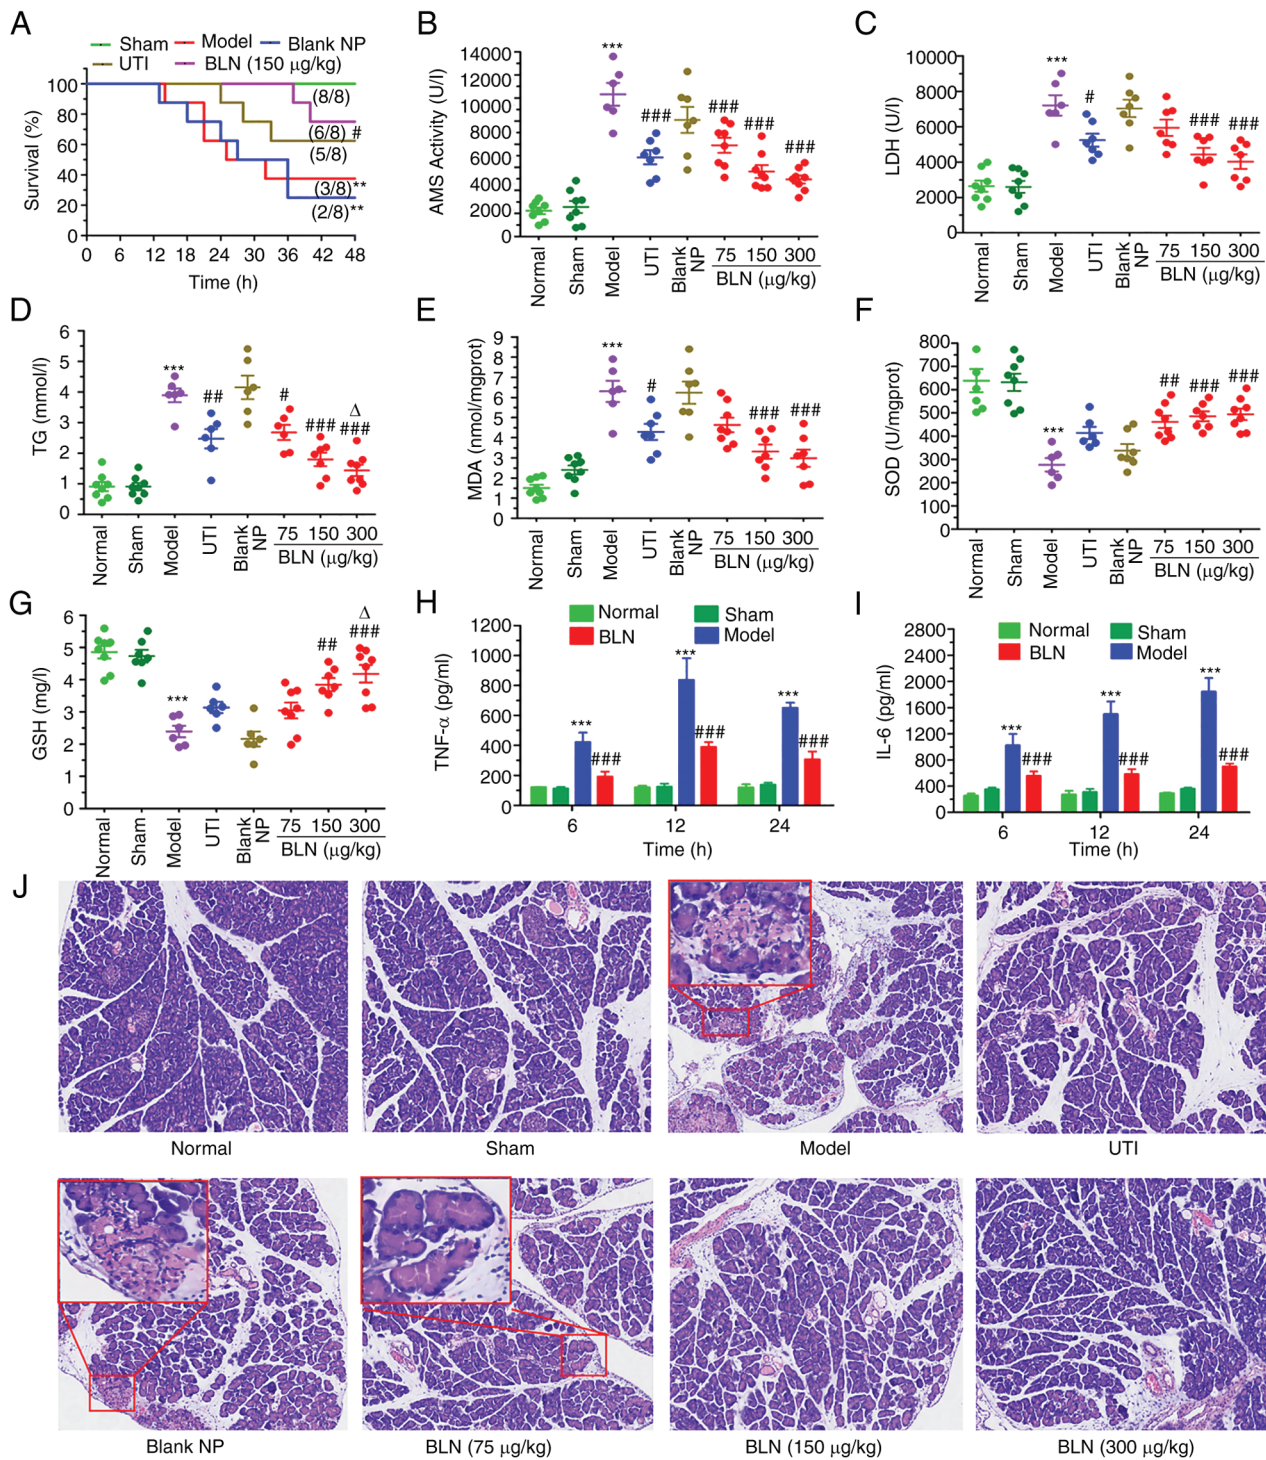 A
Sham Model Blank NP
UTI BLN (150 µg/kg)
Survival (%)
100
80
60
40
20
0
(8/8)
(6/8) #
(5/8)
(3/8)**
(2/8)**
0 6 12 18 24 30 36 42 48
Time (h)
B
AMS Activity (U/l)
14000
12000
10000
8000
6000
4000
2000
0
***
###
###
###
###
Normal Sham Model UTI Blank NP 75 150 300
BLN (µg/kg)
C
LDH (U/l)
10000
8000
6000
4000
2000
0
***
#
###
###
Normal Sham Model UTI Blank NP 75 150 300
BLN (µg/kg)
D
TG (mmol/l)
6
5
4
3
2
1
0
***
##
#
###
Δ
###
Normal Sham Model UTI Blank NP 75 150 300
BLN (µg/kg)
E
MDA (nmol/mgprot)
9
8
7
6
5
4
3
2
1
0
***
#
###
###
Normal Sham Model UTI Blank NP 75 150 300
BLN (µg/kg)
F
SOD (U/mgprot)
800
700
600
500
400
300
200
100
0
***
##
###
###
Normal Sham Model UTI Blank NP 75 150 300
BLN (µg/kg)
G
GSH (mg/l)
6
5
4
3
2
1
0
***
##
Δ
###
Normal Sham Model UTI Blank NP 75 150 300
BLN (µg/kg)
H
Normal Sham
BLN Model
TNF-α (pg/ml)
1200
1000
800
600
400
200
0
***
###
***
###
***
###
6 12 24
Time (h)
I
Normal Sham
BLN Model
IL-6 (pg/ml)
2800
2400
2000
1600
1200
800
400
0
***
###
***
###
***
###
6 12 24
Time (h)
J
Normal Sham Model UTI
Blank NP BLN (75 µg/kg) BLN (150 µg/kg) BLN (300 µg/kg)